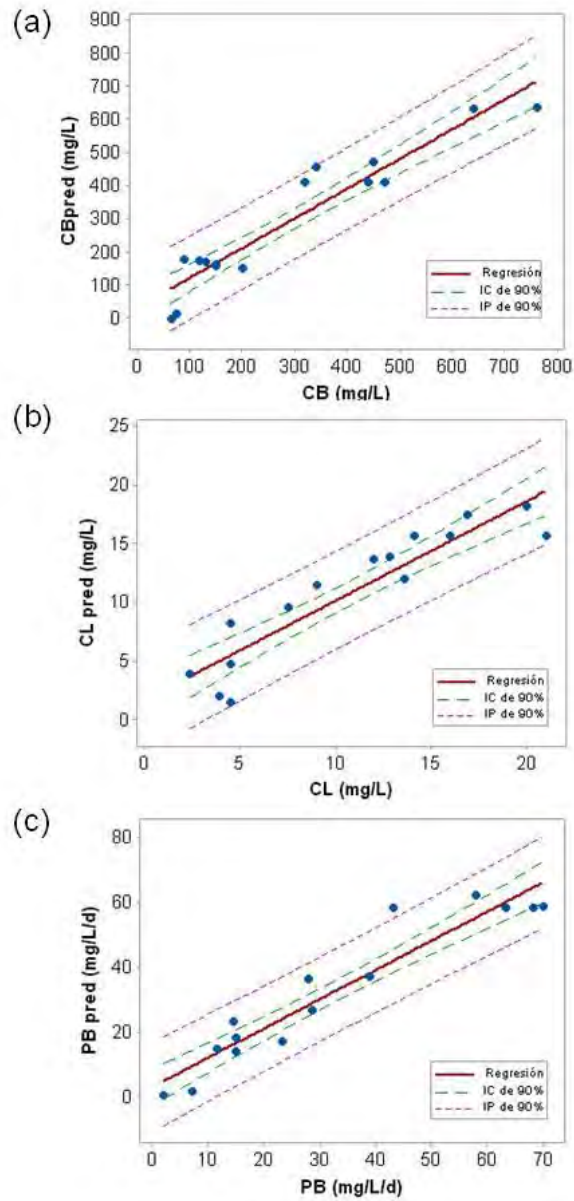 (a)
900
800
700
600
500
400
300
200
100
0
CBpred (mg/L)
0 100 200 300 400 500 600 700 800
CB (mg/L)
Regresión
IC de 90%
IP de 90%
(b)
25
20
15
10
5
0
CL pred (mg/L)
0 5 10 15 20
CL (mg/L)
Regresión
IC de 90%
IP de 90%
(c)
80
60
40
20
0
PB pred (mg/L/d)
0 10 20 30 40 50 60 70
PB (mg/L/d)
Regresión
IC de 90%
IP de 90%